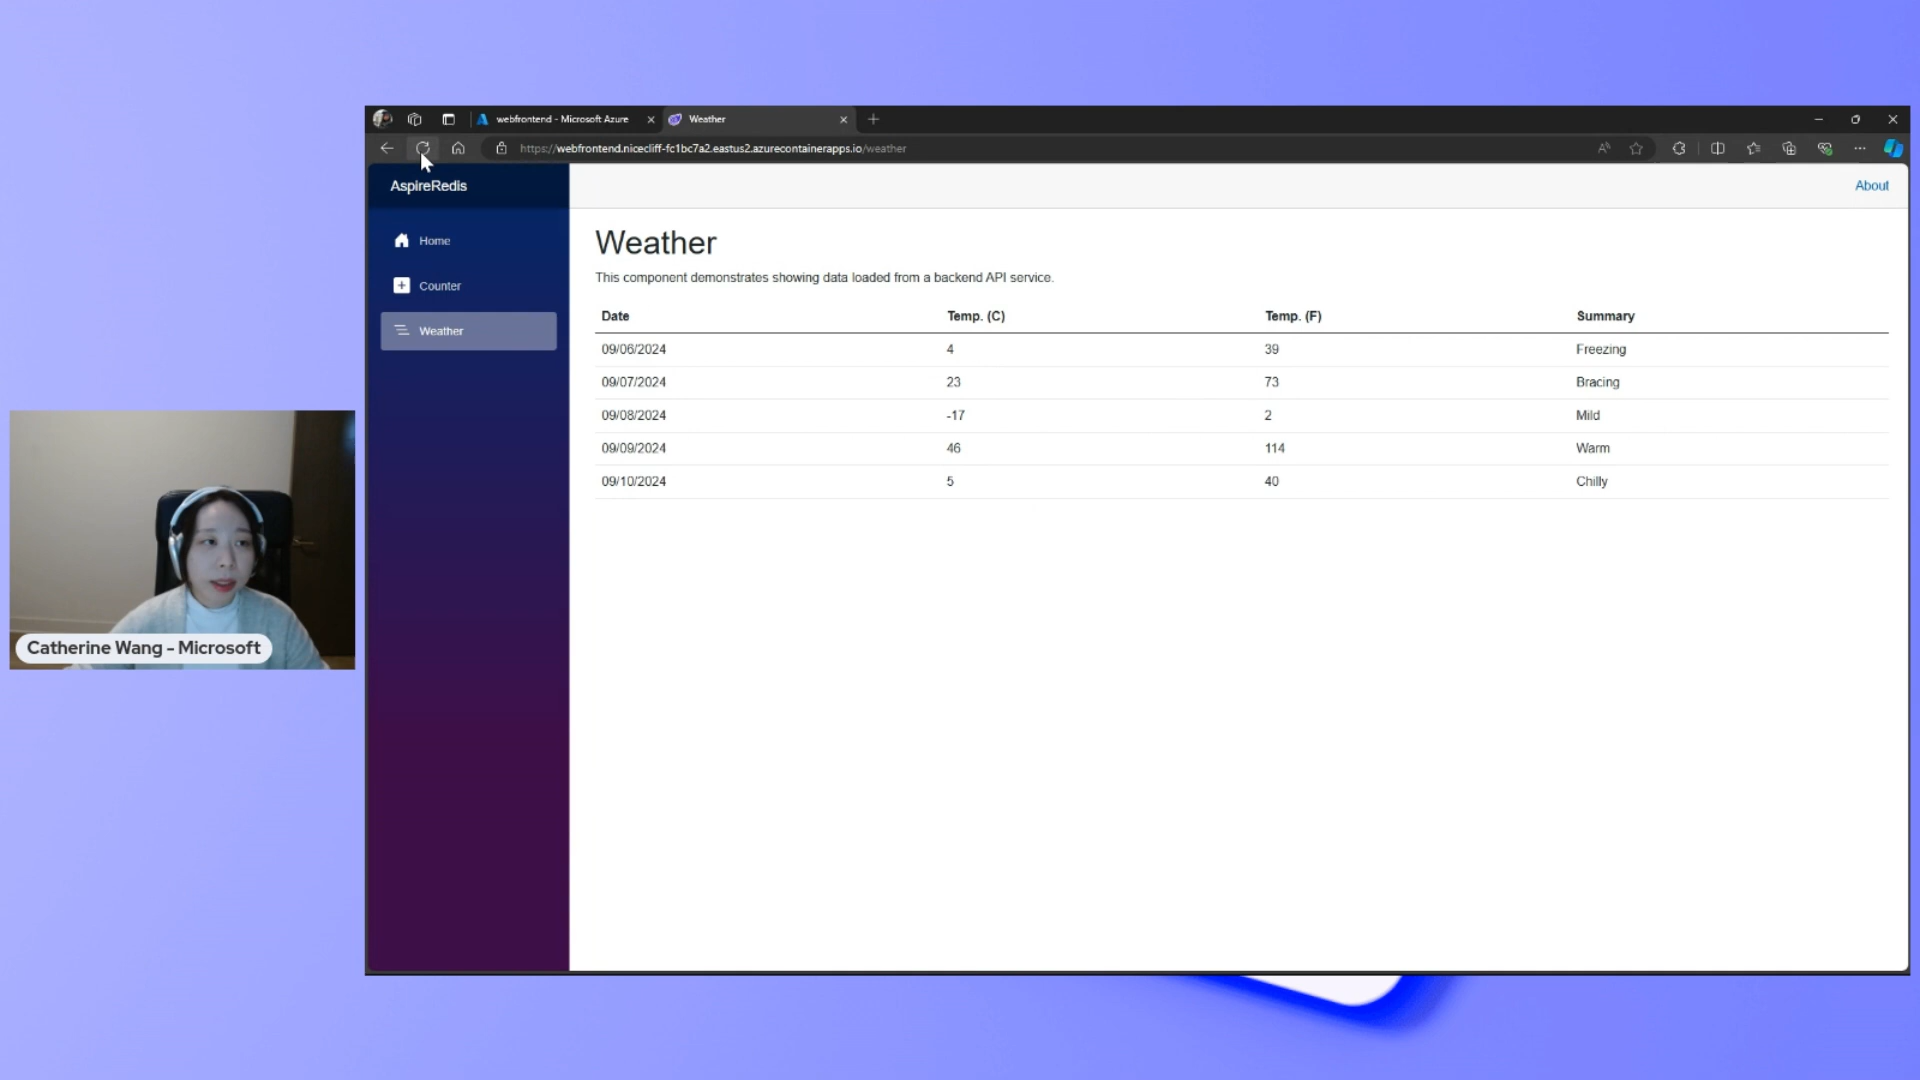 webfrontend - Microsoft Azure
Weather
https://webfrontend.nicecliff-fc1bc7a2.eastus2.azurecontainerapps.io/weather
AspireRedis
About
Home
Counter
Weather
Weather
This component demonstrates showing data loaded from a backend API service.
Date Temp. (C) Temp. (F) Summary
09/06/2024 4 39 Freezing
09/07/2024 23 73 Bracing
09/08/2024 -17 2 Mild
09/09/2024 46 114 Warm
09/10/2024 5 40 Chilly
Catherine Wang - Microsoft